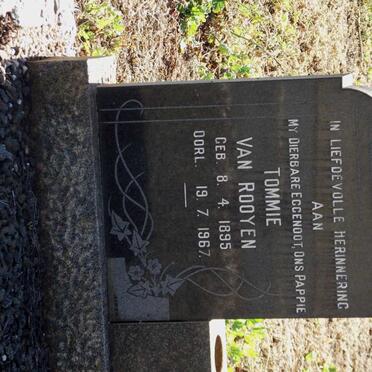 IN LIEFDEVOLLE HERINNERING
AAN
MY DIERBARE EGGENOOT, ONS PAPPIE
TOMMIE
VAN ROOYEN
GEB. 8. 4. 1895
OORL. 19. 7. 1967.